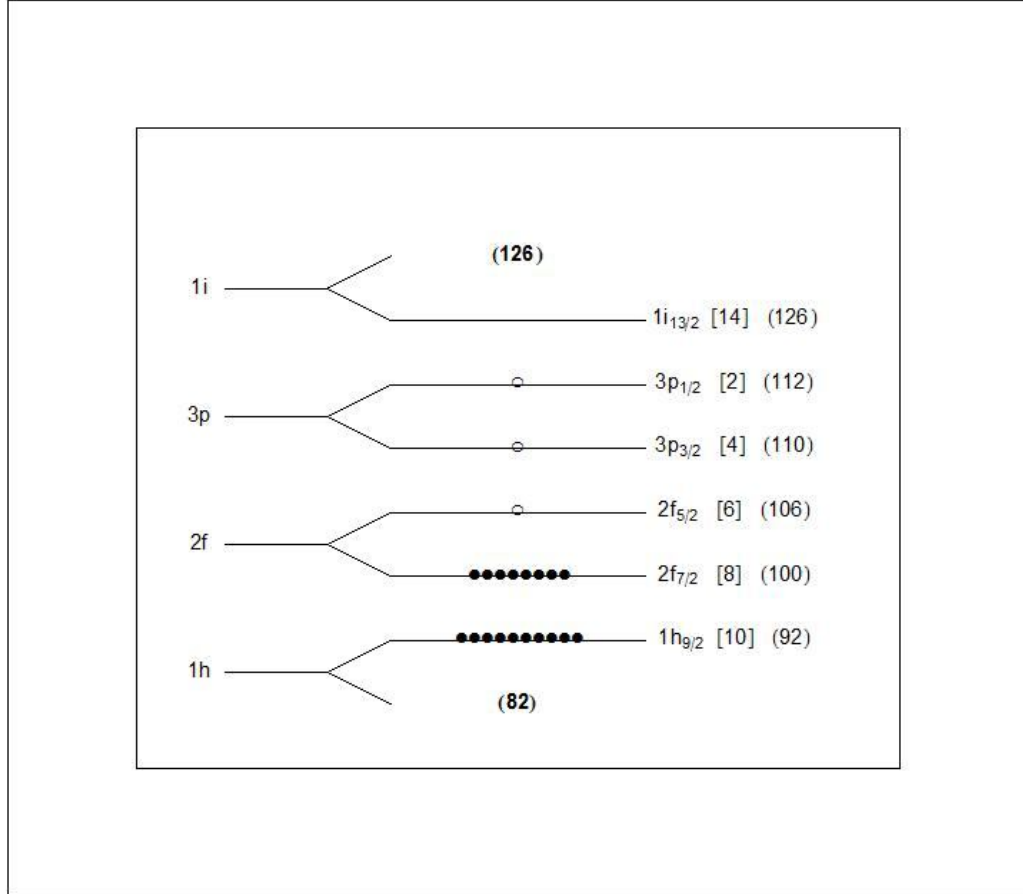 (126)
1i
1i13/2 [14] (126)
3p1/2 [2] (112)
3p
3p3/2 [4] (110)
2f5/2 [6] (106)
2f
2f7/2 [8] (100)
1h9/2 [10] (92)
1h
(82)